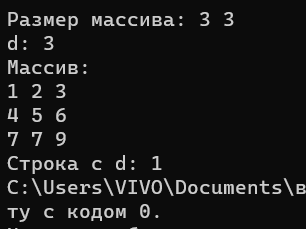 Размер массива: 3 3
d: 3
Массив:
1 2 3
4 5 6
7 7 9
Строка с d: 1
C:\Users\VIVO\Documents\в
ту с кодом 0.